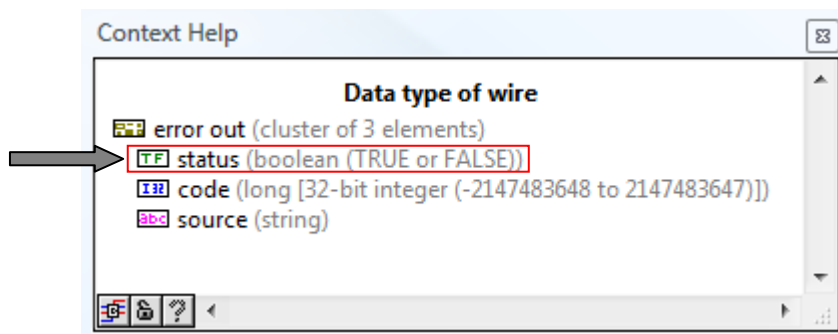 Context Help
Data type of wire
error out (cluster of 3 elements)
TF status (boolean (TRUE or FALSE))
I32 code (long [32-bit integer (-2147483648 to 2147483647)])
abc source (string)
?